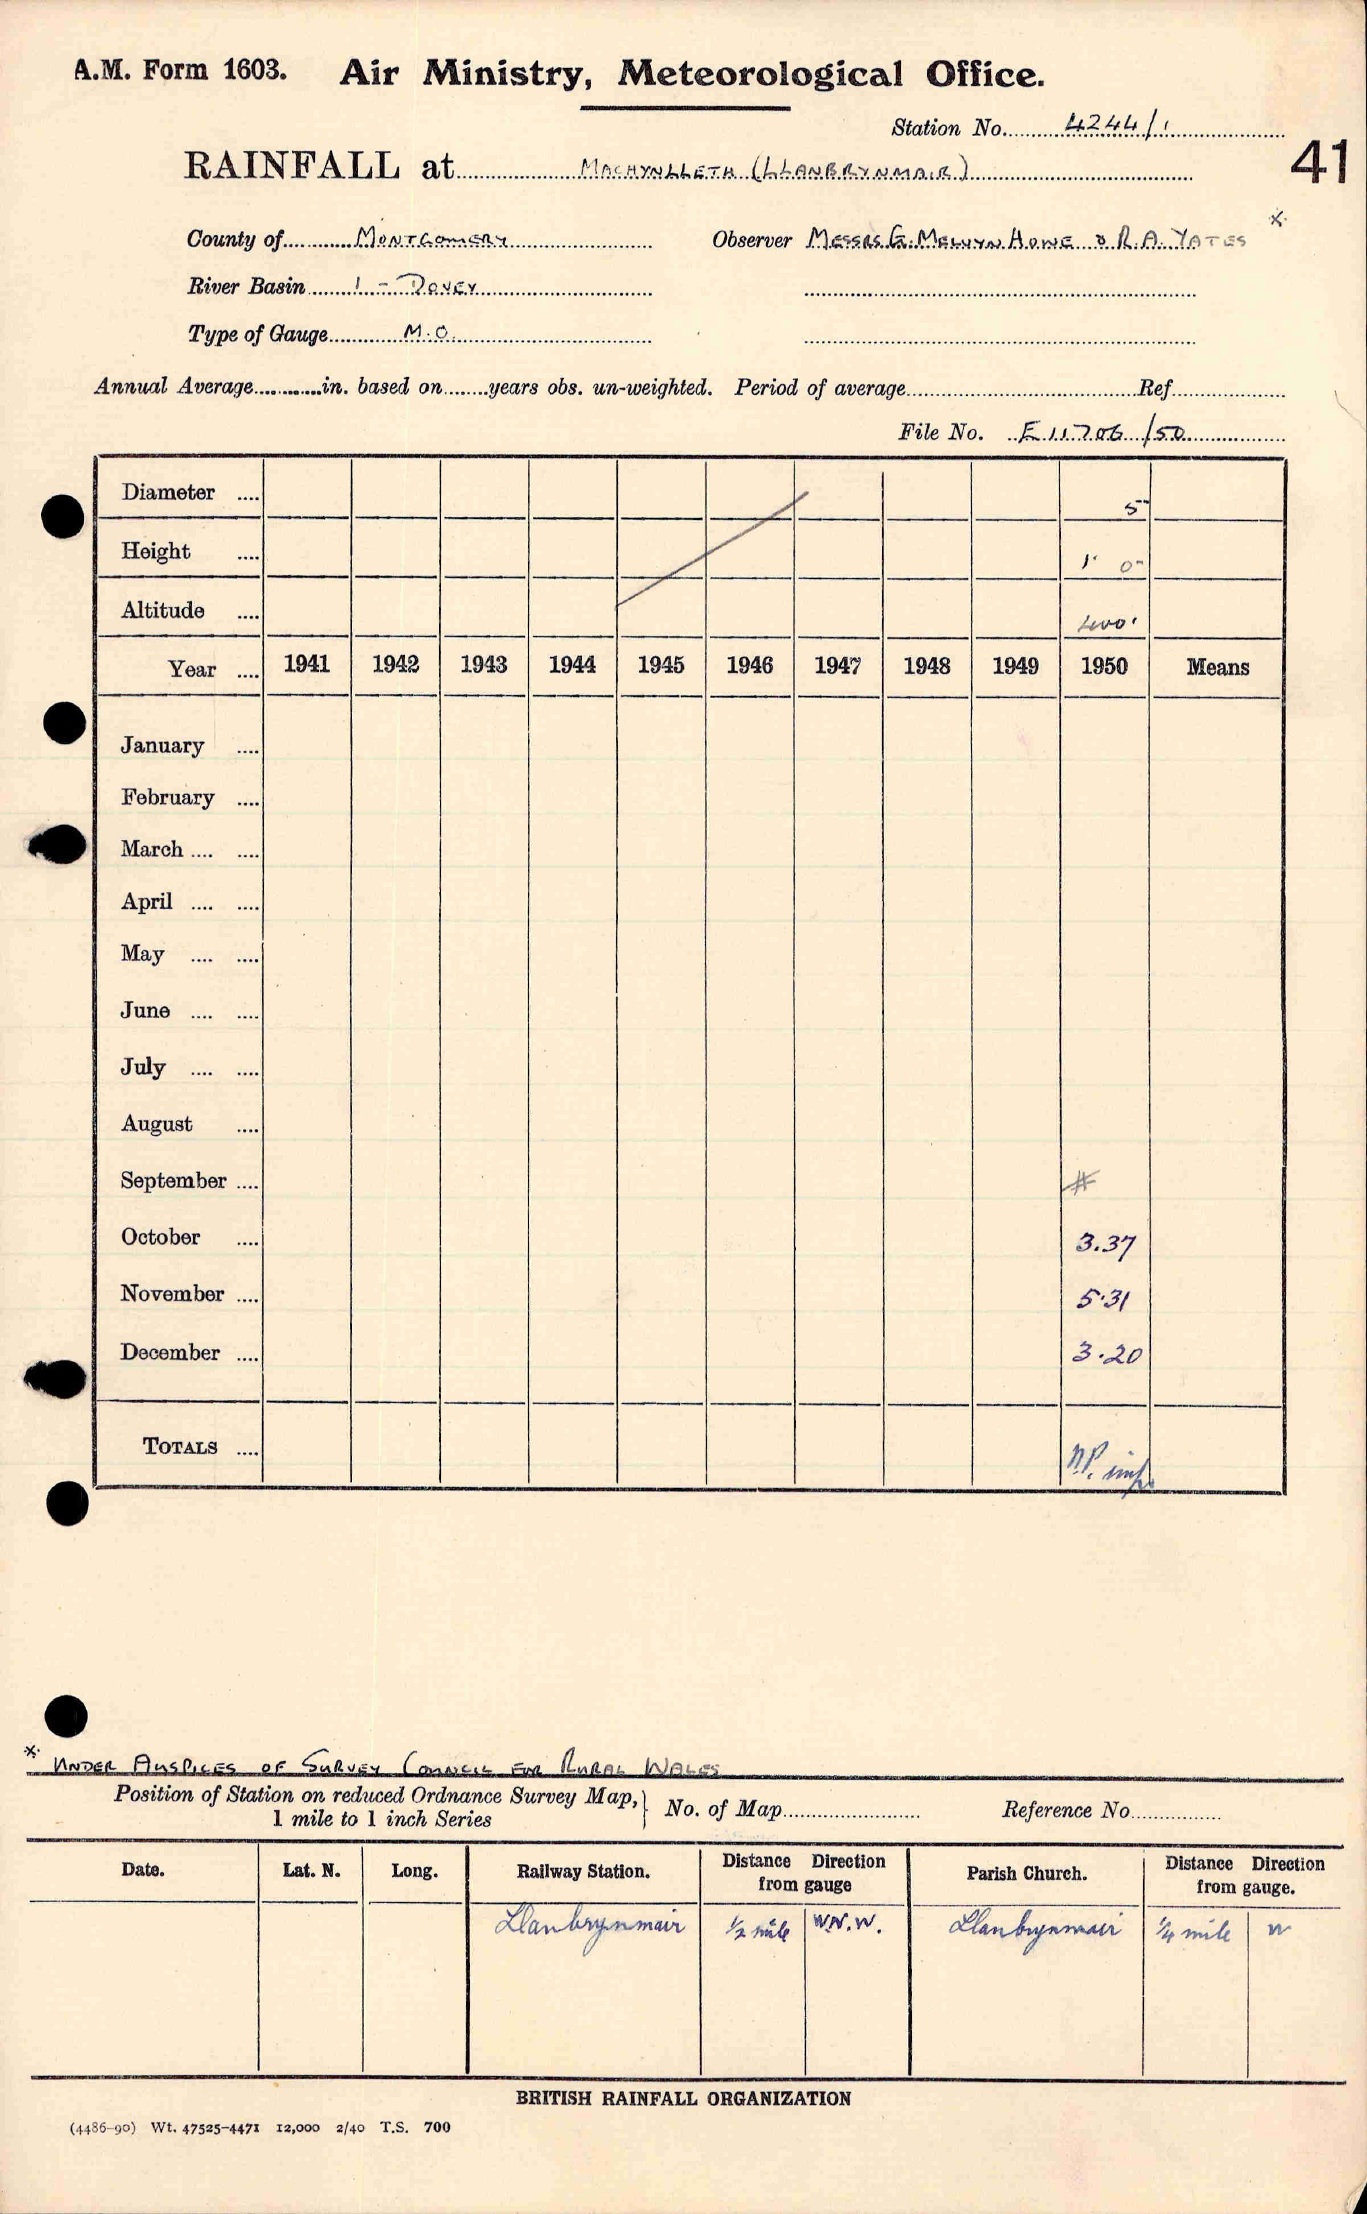 A.M. Form 1603. Air Ministry, Meteorological Office.
Station No. 4244/1
41
RAINFALL at MACHYNLLETH (LLANBRYNMAIR)
County of MONTGOMERY Observer MESSRS G. MELVYN HOWE & R.A. YATES *
River Basin 1 - DOVEY
Type of Gauge M.O.
Annual Average in. based on years obs. un-weighted. Period of average Ref
File No. E 11706/50
Diameter 5"
Height 1' 0"
Altitude 400'
Year 1941 1942 1943 1944 1945 1946 1947 1948 1949 1950 Means
January
February
March
April
May
June
July
August
September #
October 3.37
November 5.31
December 3.20
TOTALS N.P. imp.
* UNDER AUSPICES OF SURVEY COUNCIL FOR RURAL WALES
Position of Station on reduced Ordnance Survey Map, 1 mile to 1 inch Series } No. of Map Reference No.
Date. Lat. N. Long. Railway Station. Distance Direction from gauge Parish Church. Distance Direction from gauge.
Llanbrynmair 1/2 mile W.N.W. Llanbrynmair 1/4 mile W
BRITISH RAINFALL ORGANIZATION
(4486-90) Wt. 47525-4471 12,000 2/40 T.S. 700